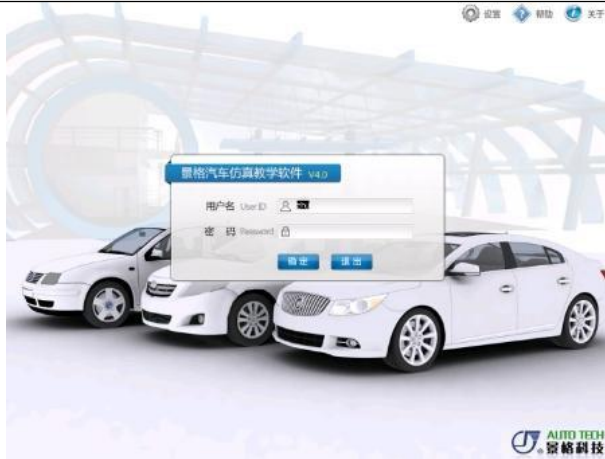 设置 帮助 关于
景格汽车仿真教学软件 V4.0
用户名 User ID
密 码 Password
确 定 退 出
AUTO TECH
景格科技